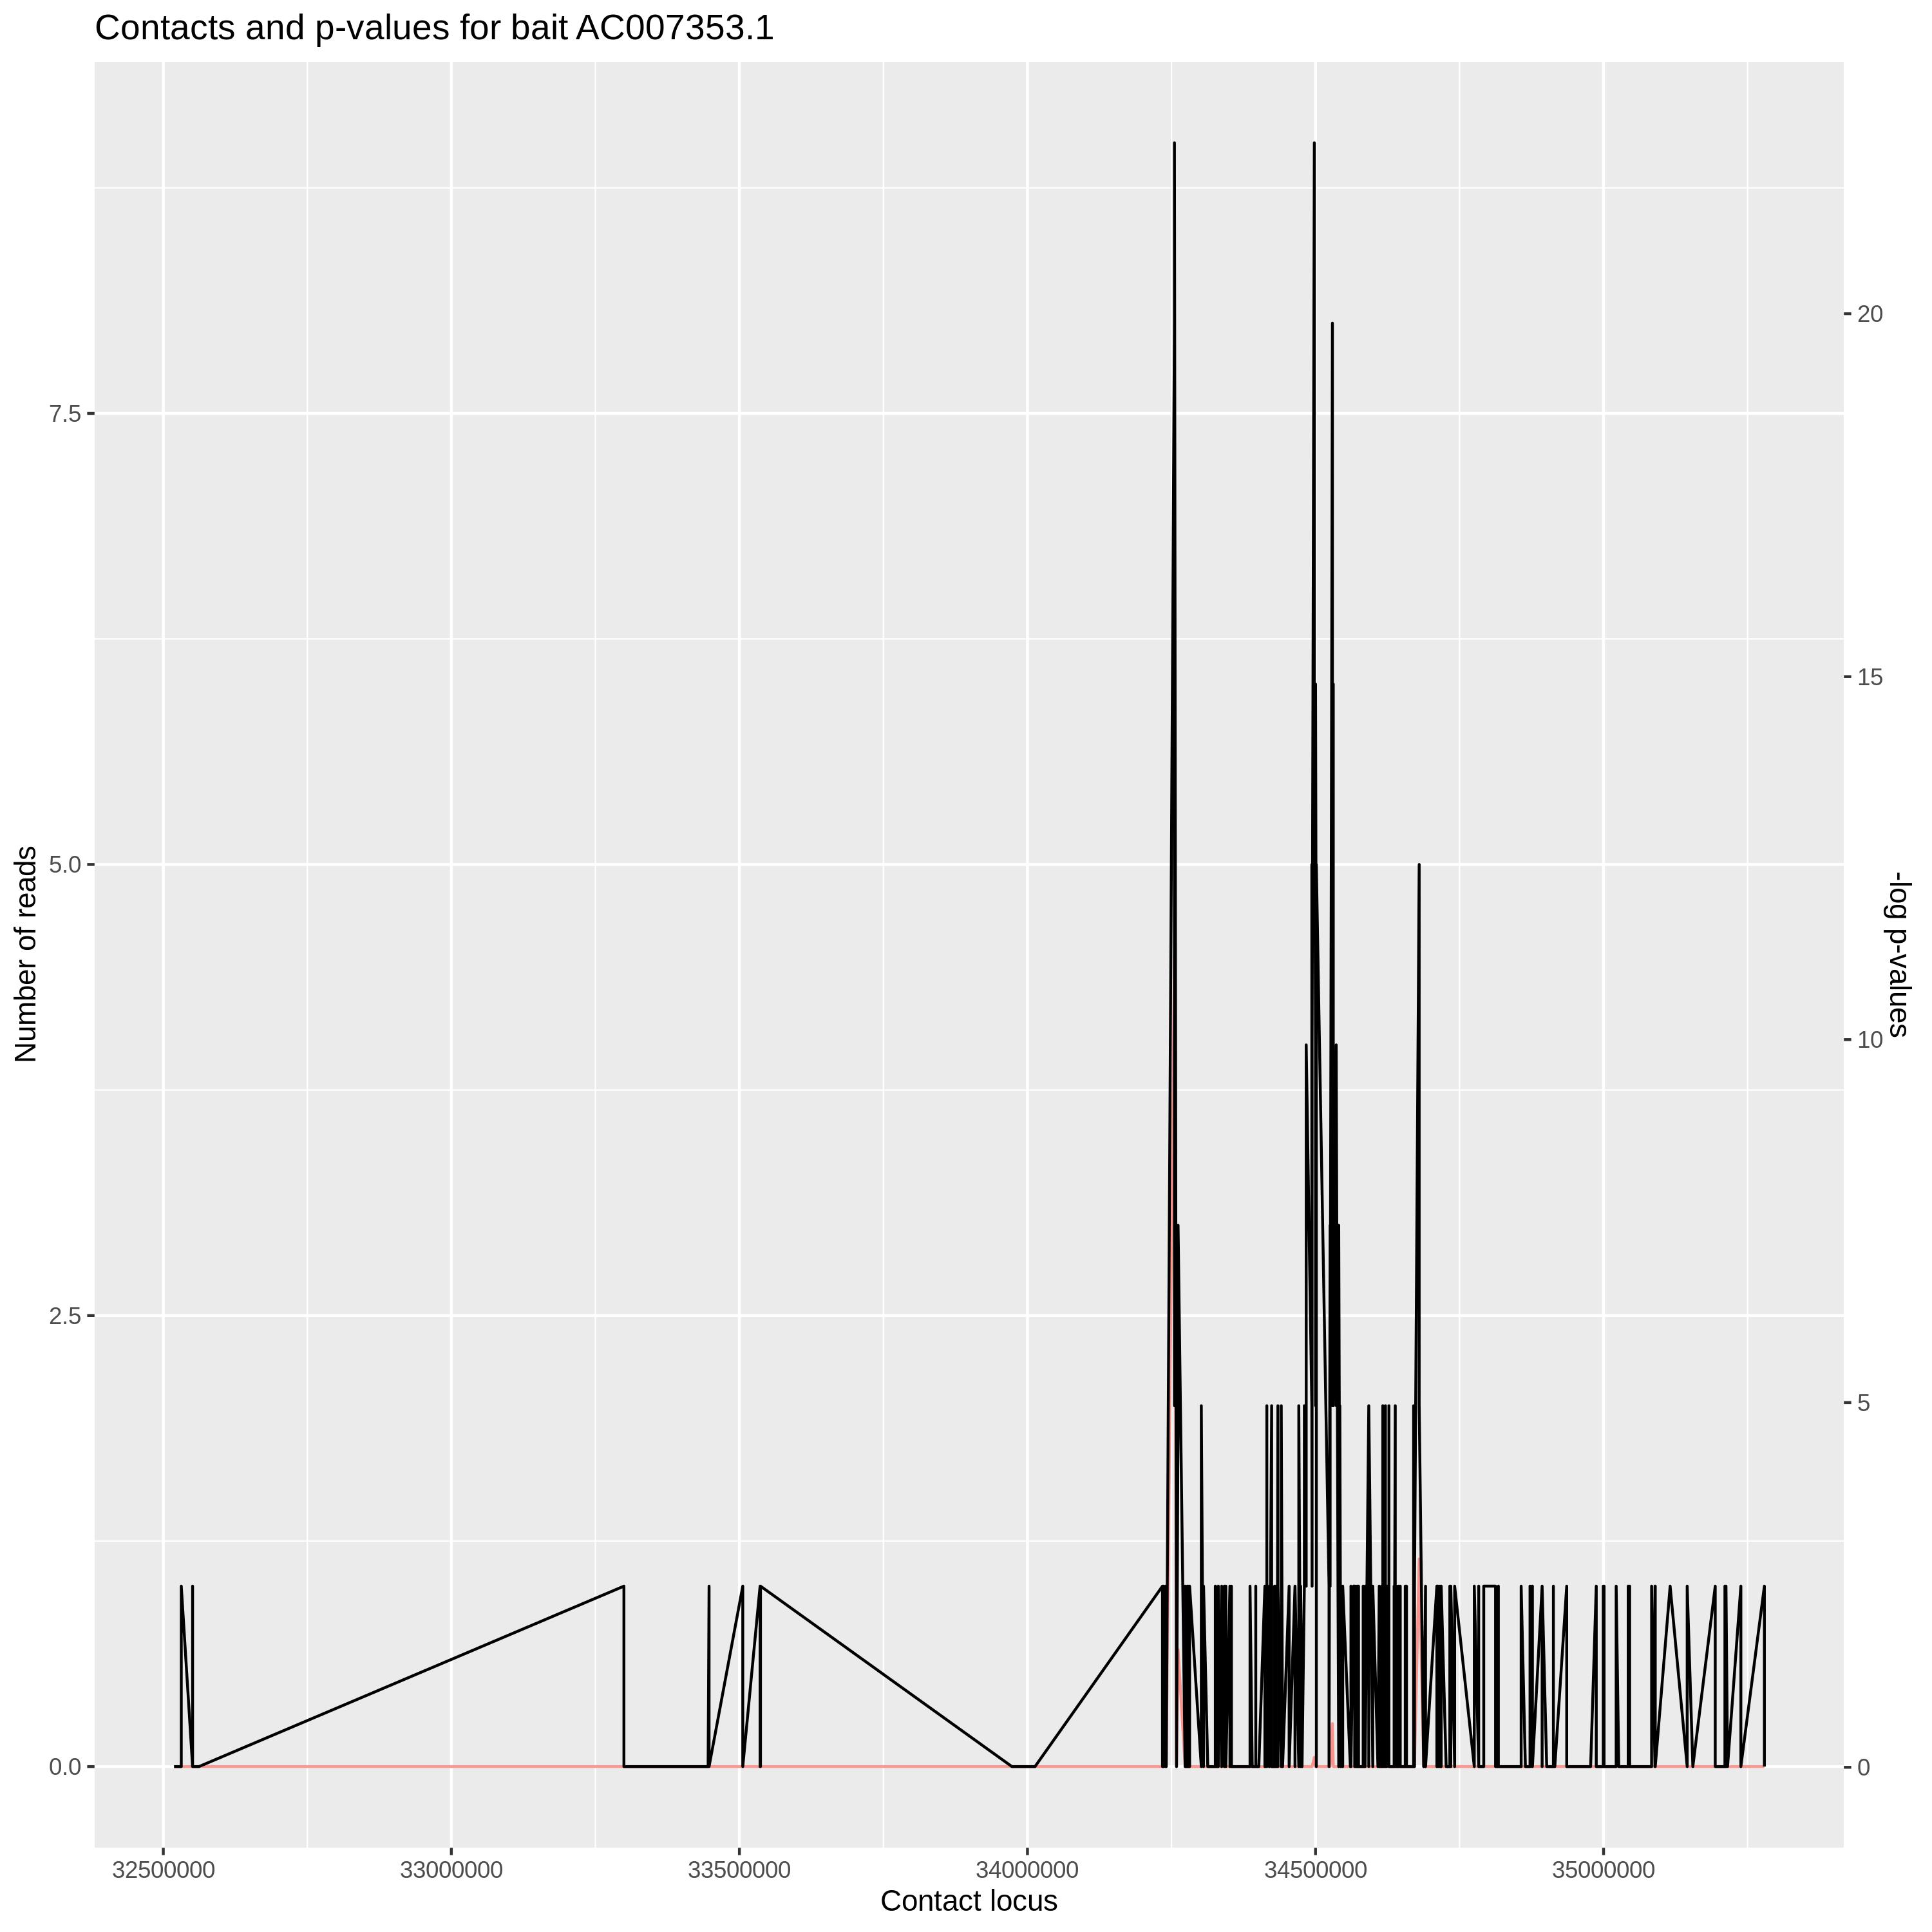 Contacts and p-values for bait AC007353.1
Number of reads
7.5
5.0
2.5
0.0
20
15
10
5
0
-log p-values
32500000 33000000 33500000 34000000 34500000 35000000
Contact locus